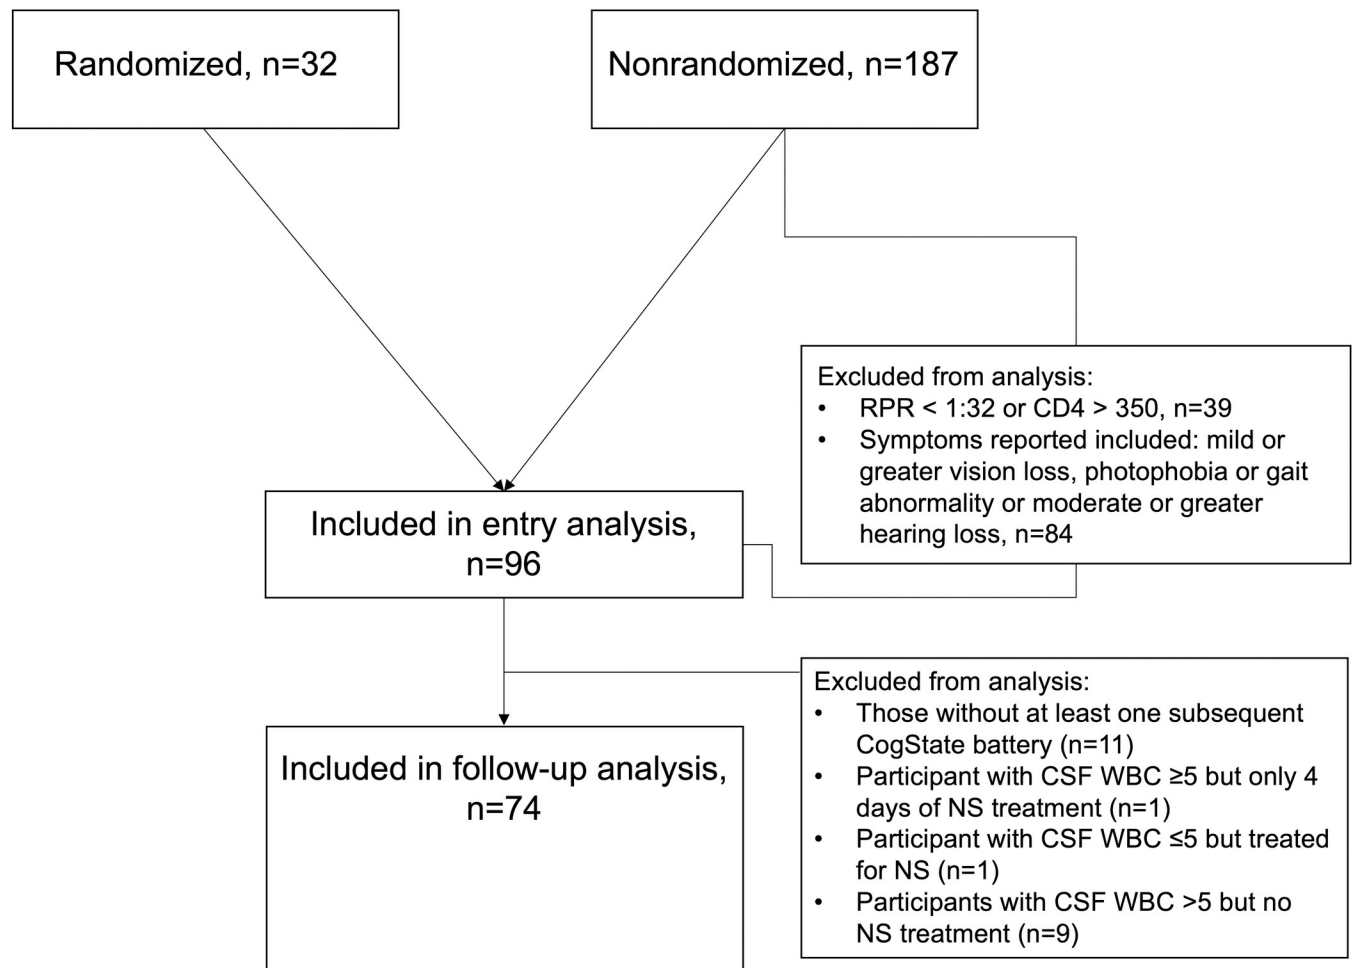 Randomized, n=32
Nonrandomized, n=187
Excluded from analysis:
• RPR < 1:32 or CD4 > 350, n=39
• Symptoms reported included: mild or
greater vision loss, photophobia or gait
abnormality or moderate or greater
hearing loss, n=84
Included in entry analysis,
n=96
Excluded from analysis:
• Those without at least one subsequent
CogState battery (n=11)
• Participant with CSF WBC ≥5 but only 4
days of NS treatment (n=1)
• Participant with CSF WBC ≤5 but treated
for NS (n=1)
• Participants with CSF WBC >5 but no
NS treatment (n=9)
Included in follow-up analysis,
n=74